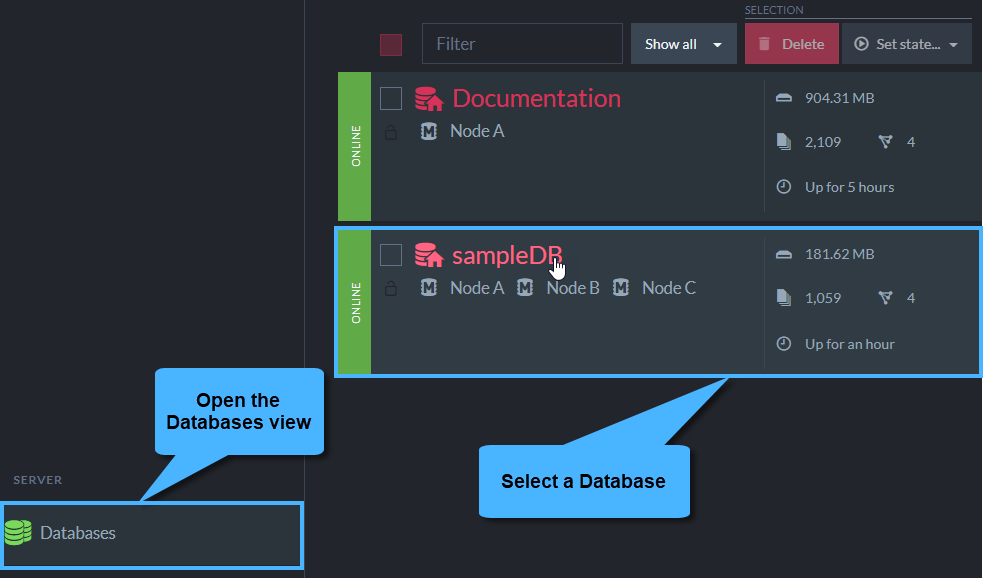 SELECTION
Filter
Show all
Delete
Set state...
ONLINE
Documentation
Node A
904.31 MB
2,109 4
Up for 5 hours
ONLINE
sampleDB
Node A Node B Node C
181.62 MB
1,059 4
Up for an hour
Open the
Databases view
Select a Database
SERVER
Databases